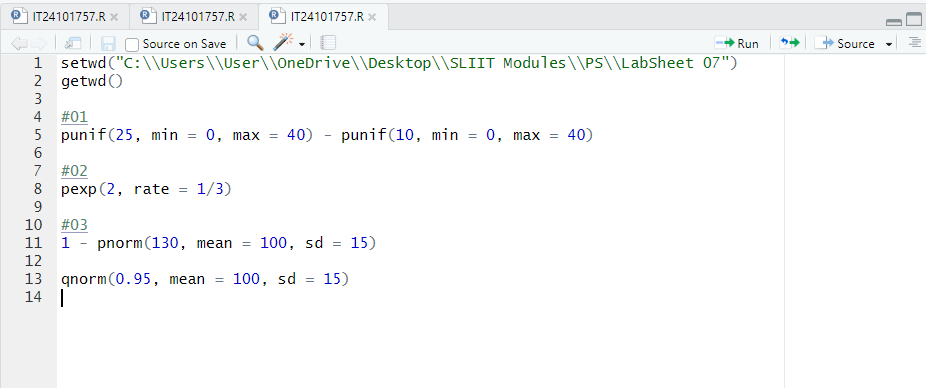 IT24101757.R IT24101757.R IT24101757.R
Source on Save Run Source
1 setwd("C:\\Users\\User\\OneDrive\\Desktop\\SLIIT Modules\\PS\\LabSheet 07")
2 getwd()
3
4 #01
5 punif(25, min = 0, max = 40) - punif(10, min = 0, max = 40)
6
7 #02
8 pexp(2, rate = 1/3)
9
10 #03
11 1 - pnorm(130, mean = 100, sd = 15)
12
13 qnorm(0.95, mean = 100, sd = 15)
14